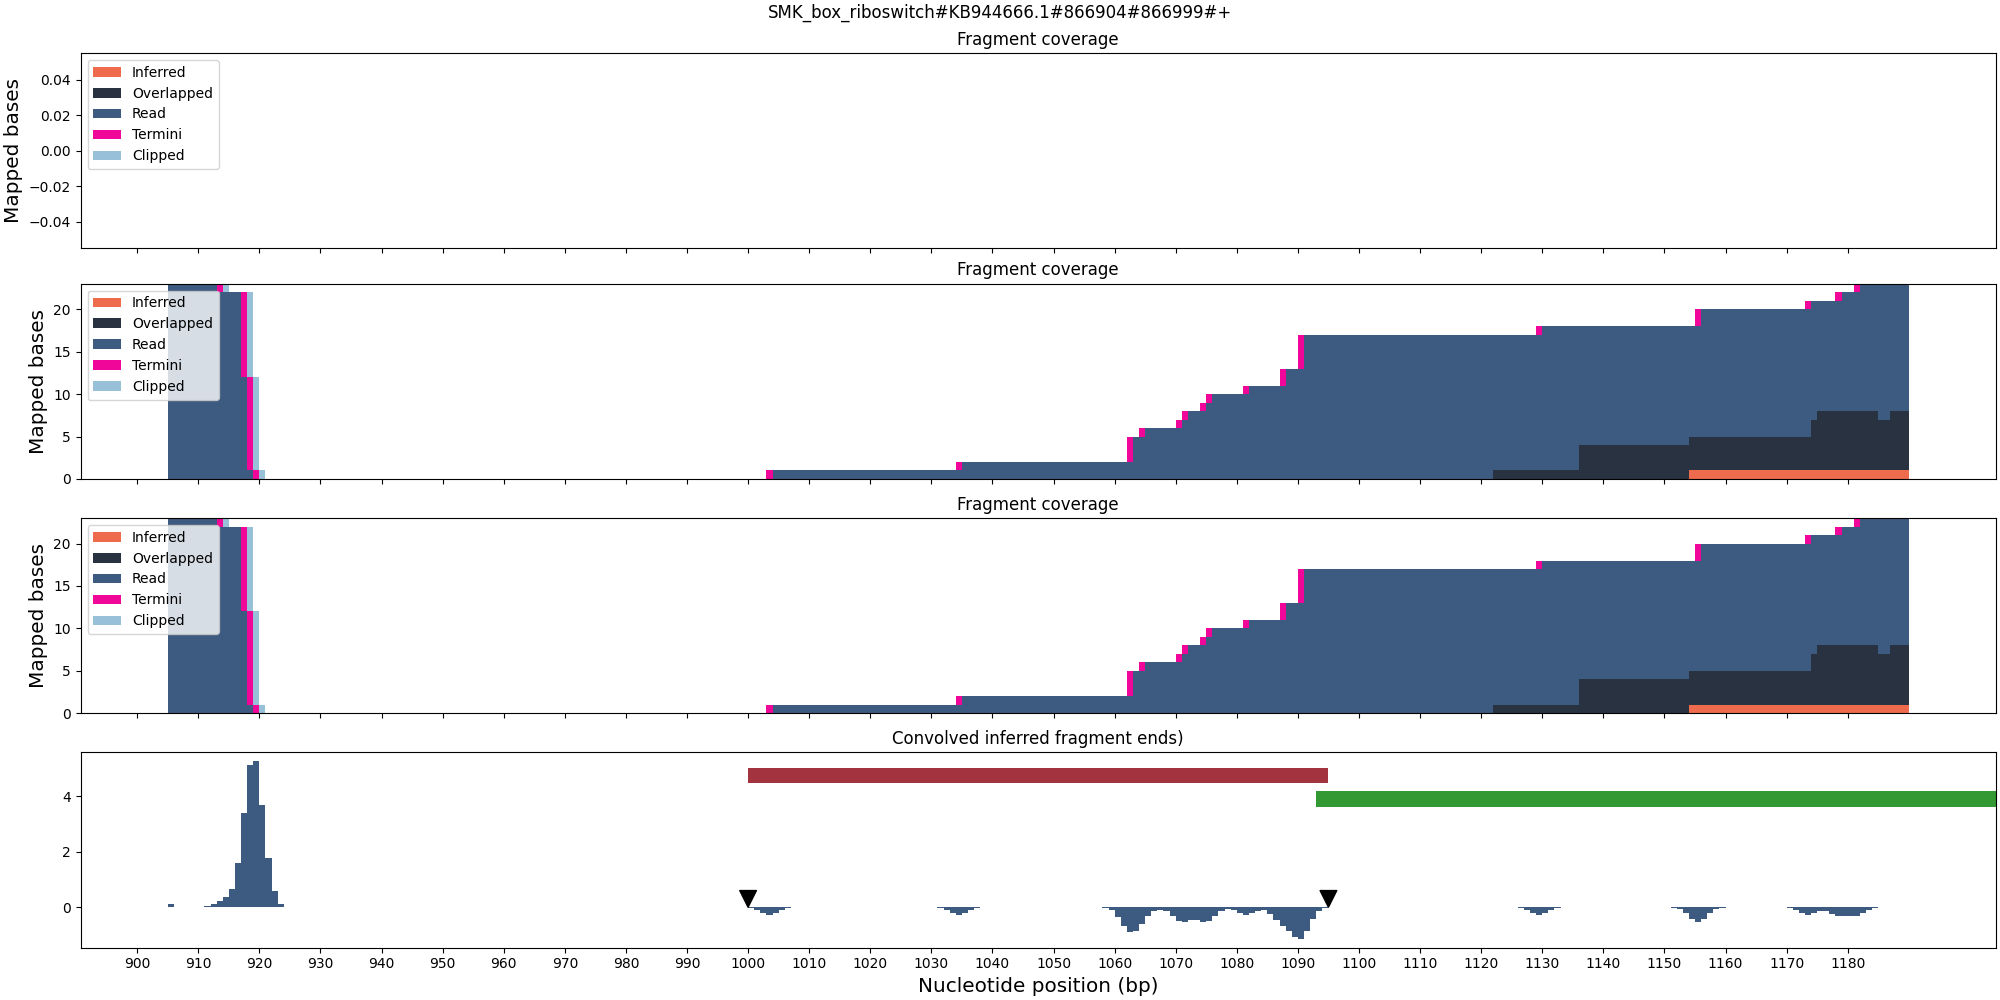 SMK_box_riboswitch#KB944666.1#866904#866999#+
Fragment coverage
Mapped bases
0.04
0.02
0.00
−0.02
−0.04
Inferred
Overlapped
Read
Termini
Clipped
Fragment coverage
Mapped bases
20
15
10
5
0
Inferred
Overlapped
Read
Termini
Clipped
Fragment coverage
Mapped bases
20
15
10
5
0
Inferred
Overlapped
Read
Termini
Clipped
Convolved inferred fragment ends)
4
2
0
900 910 920 930 940 950 960 970 980 990 1000 1010 1020 1030 1040 1050 1060 1070 1080 1090 1100 1110 1120 1130 1140 1150 1160 1170 1180
Nucleotide position (bp)